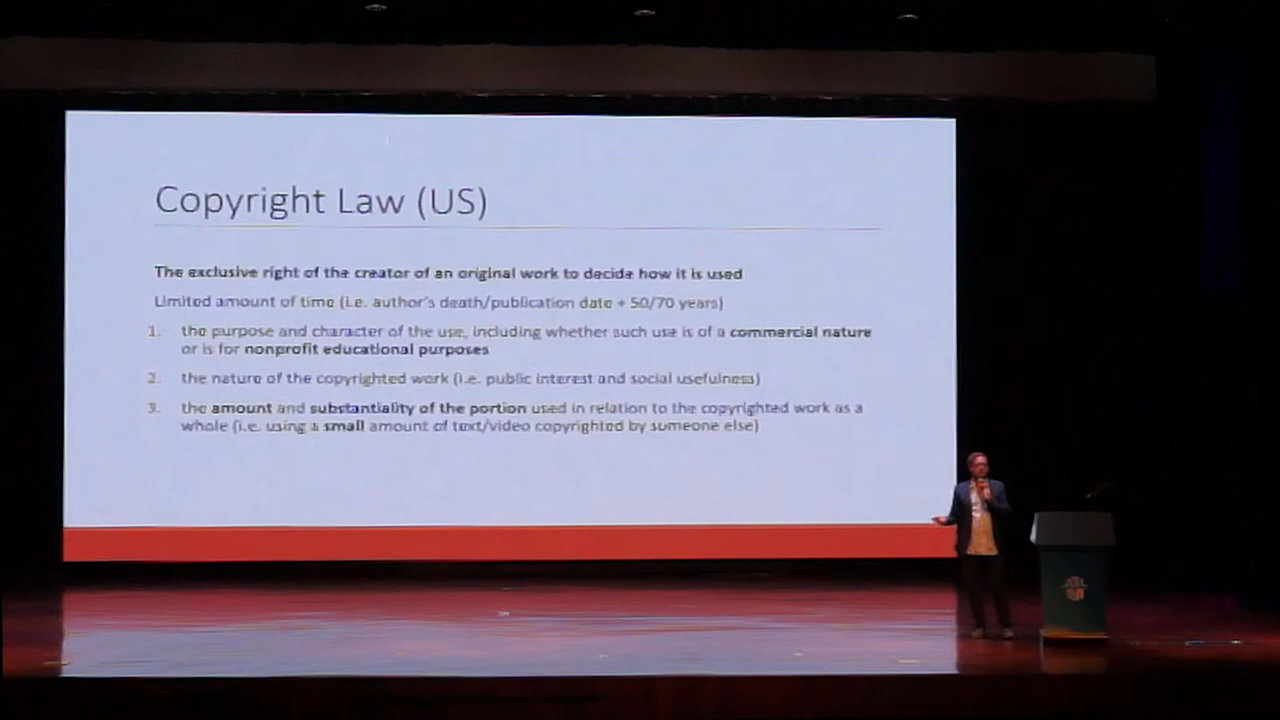 Copyright Law (US)
The exclusive right of the creator of an original work to decide how it is used
Limited amount of time (i.e. author's death/publication date + 50/70 years)
1. the purpose and character of the use, including whether such use is of a commercial nature
or is for nonprofit educational purposes
2. the nature of the copyrighted work (i.e. public interest and social usefulness)
3. the amount and substantiality of the portion used in relation to the copyrighted work as a
whole (i.e. using a small amount of text/video copyrighted by someone else)